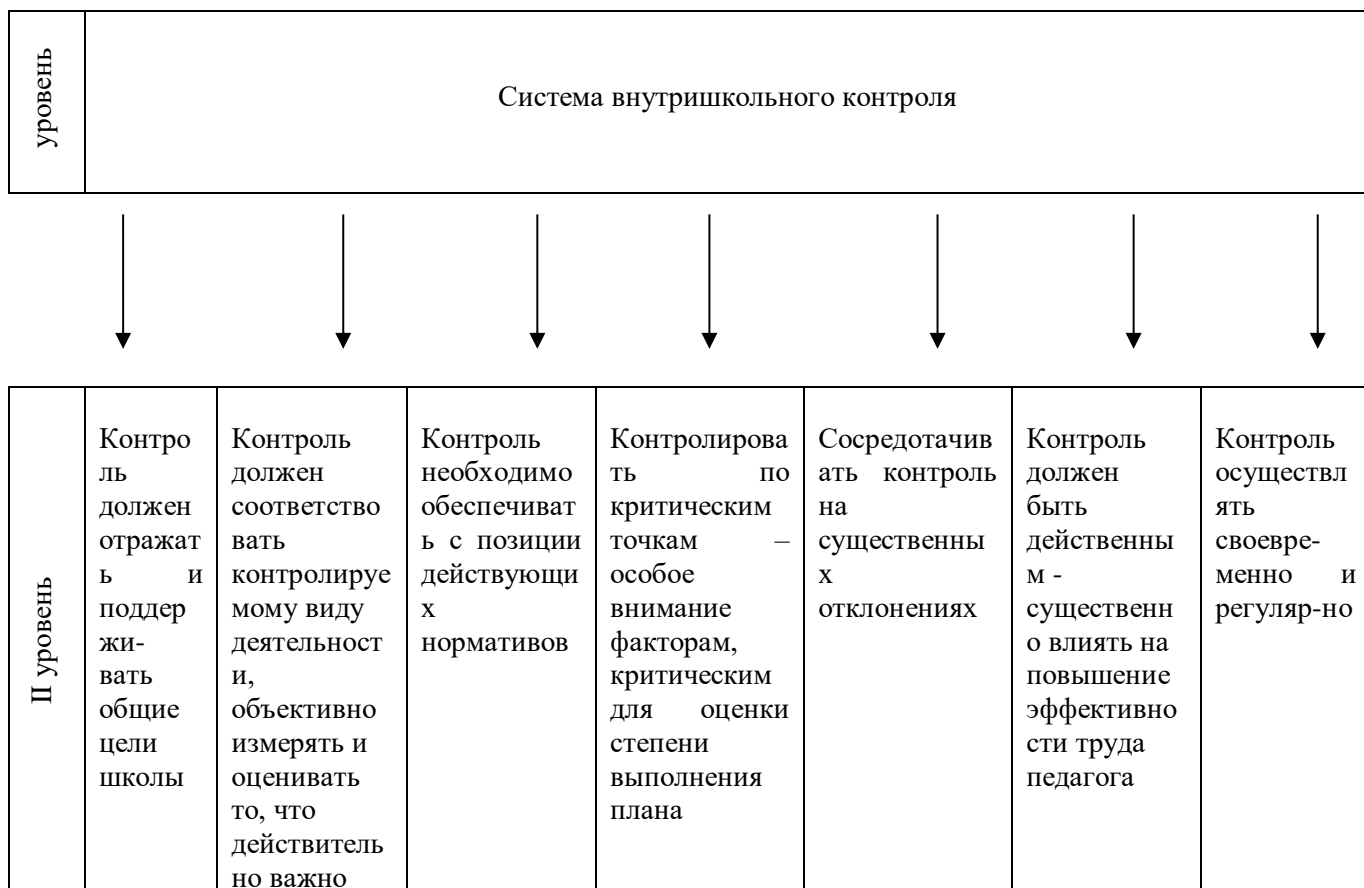 уровень
Система внутришкольного контроля
II уровень
Контро
ль
должен
отражат
ь и
поддер
жи-
вать
общие
цели
школы
Контроль
должен
соответство
вать
контролируе
мому виду
деятельност
и,
объективно
измерять и
оценивать
то, что
действитель
но важно
Контроль
необходимо
обеспечиват
ь с позиции
действующи
х
нормативов
Контролирова
ть по
критическим
точкам –
особое
внимание
факторам,
критическим
для оценки
степени
выполнения
плана
Сосредотачив
ать контроль
на
существенны
х
отклонениях
Контроль
должен
быть
действенны
м -
существенн
о влиять на
повышение
эффективно
сти труда
педагога
Контроль
осуществл
ять
своевре-
менно и
регуляр-но